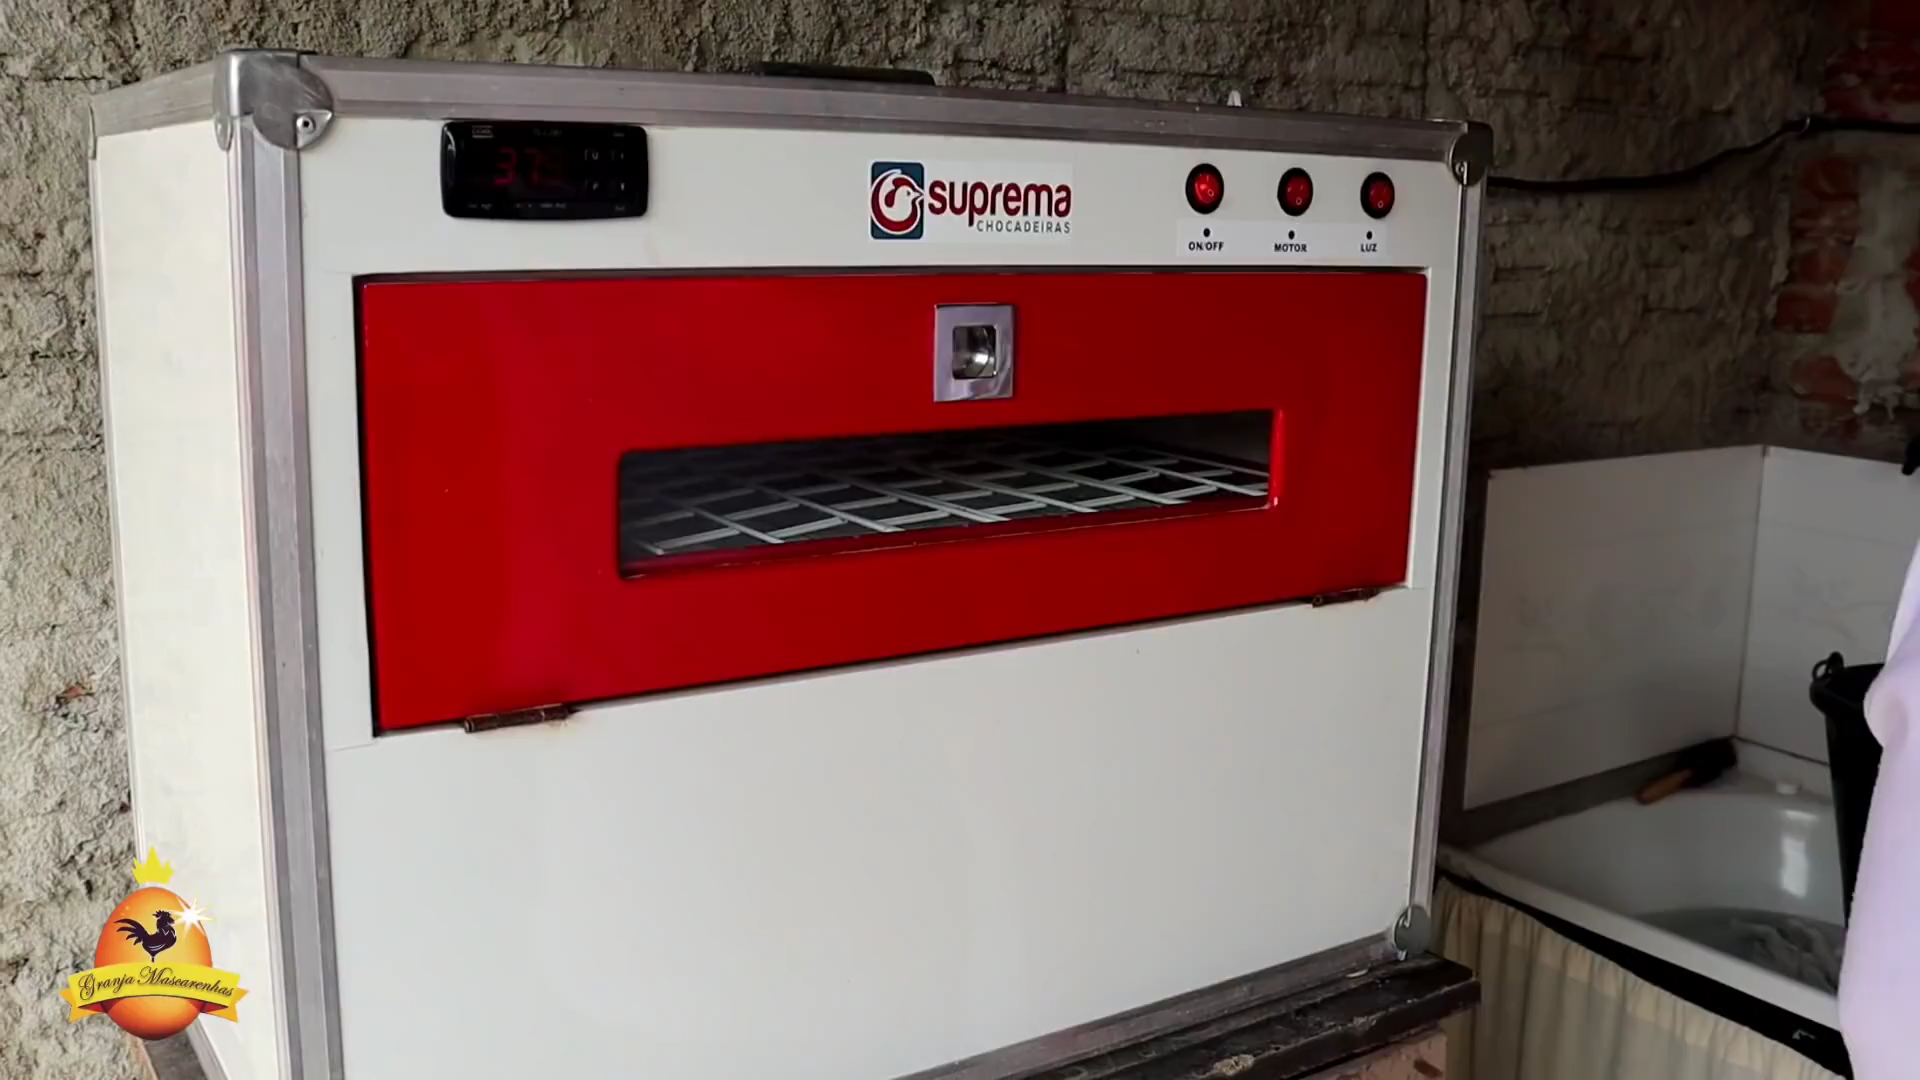 37
suprema
CHOCADEIRAS
ON/OFF
MOTOR
LUZ
Granja Mascarenhas